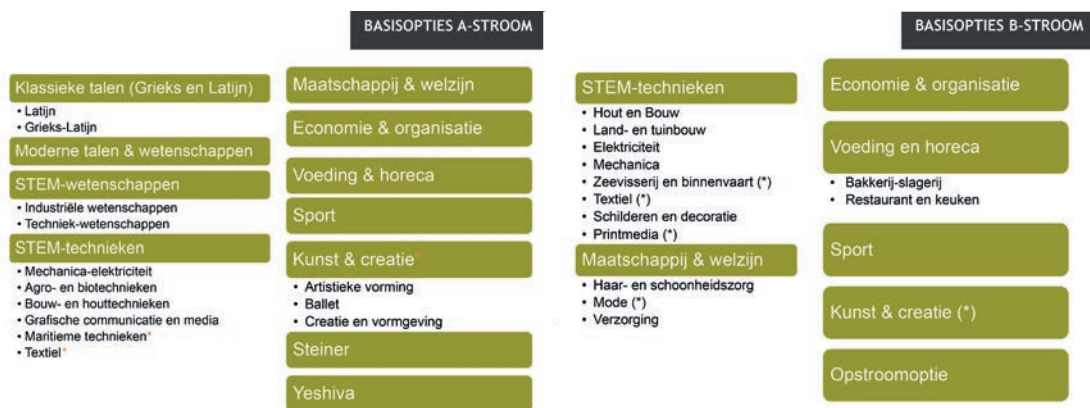 BASISOPTIES A-STROOM
Klassieke talen (Grieks en Latijn)
• Latijn
• Grieks-Latijn
Moderne talen & wetenschappen
STEM-wetenschappen
• Industriële wetenschappen
• Techniek-wetenschappen
STEM-technieken
• Mechanica-elektriciteit
• Agro- en biotechnieken
• Bouw- en houttechnieken
• Grafische communicatie en media
• Maritieme technieken*
• Textiel*
Maatschappij & welzijn
Economie & organisatie
Voeding & horeca
Sport
Kunst & creatie*
• Artistieke vorming
• Ballet
• Creatie en vormgeving
Steiner
Yeshiva
BASISOPTIES B-STROOM
STEM-technieken
• Hout en Bouw
• Land- en tuinbouw
• Elektriciteit
• Mechanica
• Zeevisserij en binnenvaart (*)
• Textiel (*)
• Schilderen en decoratie
• Printmedia (*)
Maatschappij & welzijn
• Haar- en schoonheidszorg
• Mode (*)
• Verzorging
Economie & organisatie
Voeding en horeca
• Bakkerij-slagerij
• Restaurant en keuken
Sport
Kunst & creatie (*)
Opstroomoptie